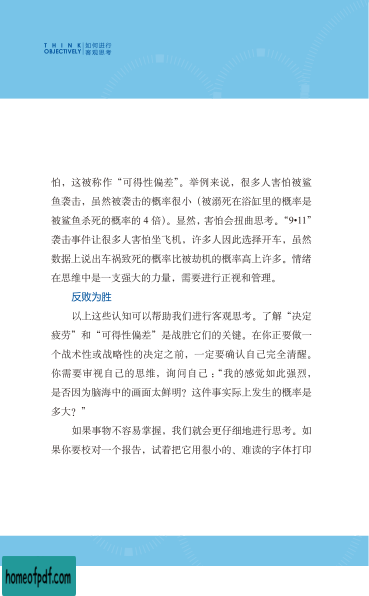 THINK 如何进行
OBJECTIVELY 客观思考
怕，这被称作“可得性偏差”。举例来说，很多人害怕被鲨
鱼袭击，虽然被袭击的概率很小（被溺死在浴缸里的概率是
被鲨鱼杀死的概率的 4 倍）。显然，害怕会扭曲思考。“9•11”
袭击事件让很多人害怕坐飞机，许多人因此选择开车，虽然
数据上说出车祸致死的概率比被劫机的概率高上许多。情绪
在思维中是一支强大的力量，需要进行正视和管理。
反败为胜
以上这些认知可以帮助我们进行客观思考。了解“决定
疲劳”和“可得性偏差”是战胜它们的关键。在你正要做一
个战术性或战略性的决定之前，一定要确认自己完全清醒。
你需要审视自己的思维，询问自己：“我的感觉如此强烈，
是否因为脑海中的画面太鲜明？这件事实际上发生的概率是
多大？”
如果事物不容易掌握，我们就会更仔细地进行思考。如
果你要校对一个报告，试着把它用很小的、难读的字体打印
homeofpdf.com